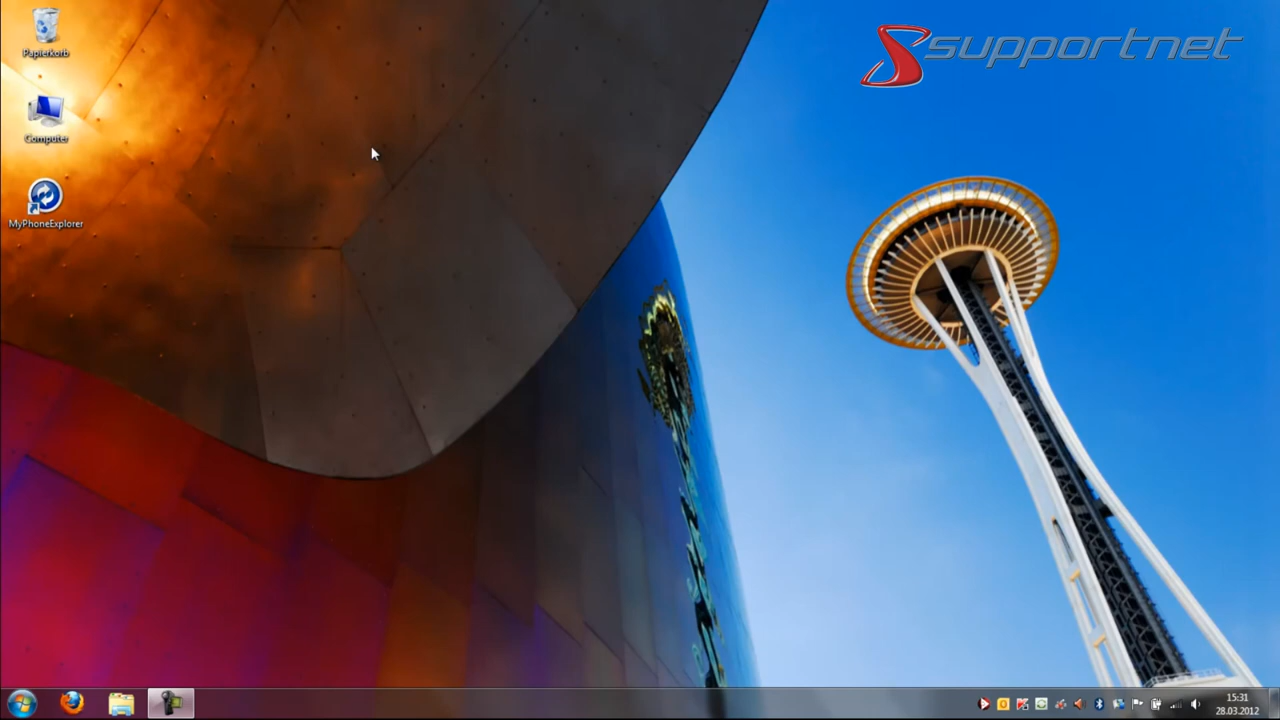 Papierkorb
supportnet
Computer
MyPhoneExplorer
15:31
28.03.2012